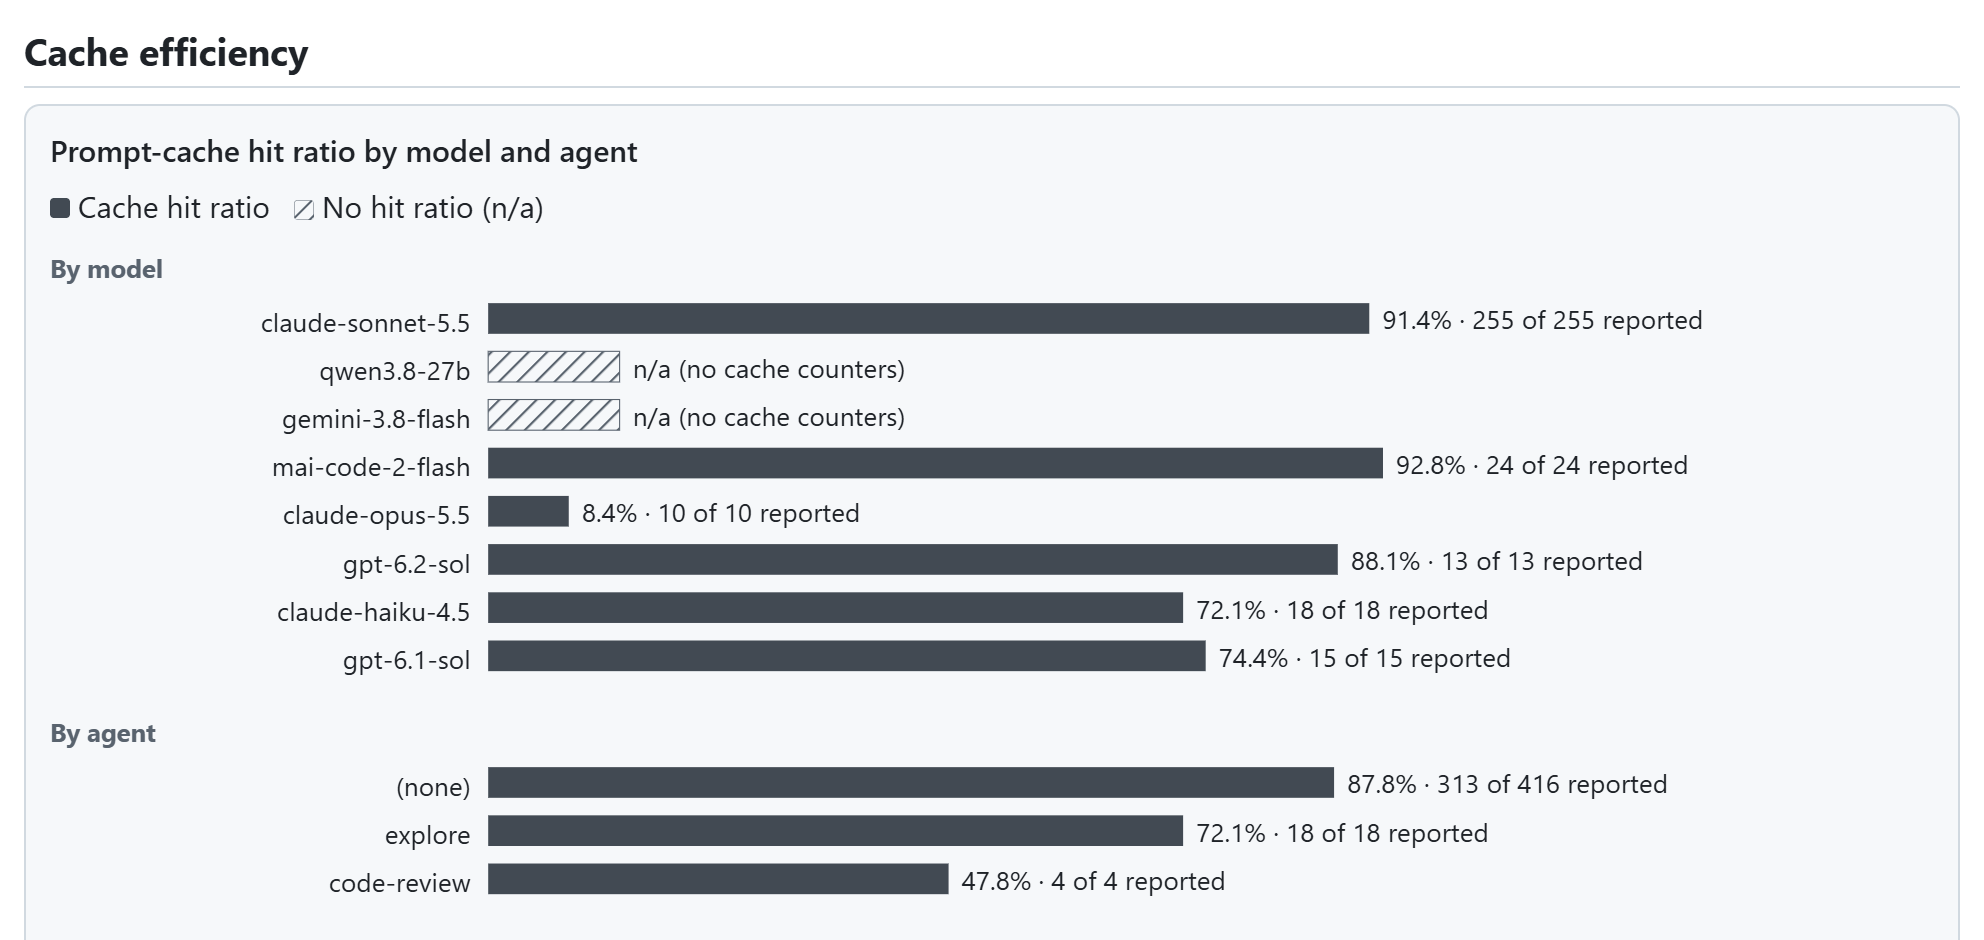 Cache efficiency
Prompt-cache hit ratio by model and agent
Cache hit ratio No hit ratio (n/a)
By model
claude-sonnet-5.5 91.4% · 255 of 255 reported
qwen3.8-27b n/a (no cache counters)
gemini-3.8-flash n/a (no cache counters)
mai-code-2-flash 92.8% · 24 of 24 reported
claude-opus-5.5 8.4% · 10 of 10 reported
gpt-6.2-sol 88.1% · 13 of 13 reported
claude-haiku-4.5 72.1% · 18 of 18 reported
gpt-6.1-sol 74.4% · 15 of 15 reported
By agent
(none) 87.8% · 313 of 416 reported
explore 72.1% · 18 of 18 reported
code-review 47.8% · 4 of 4 reported